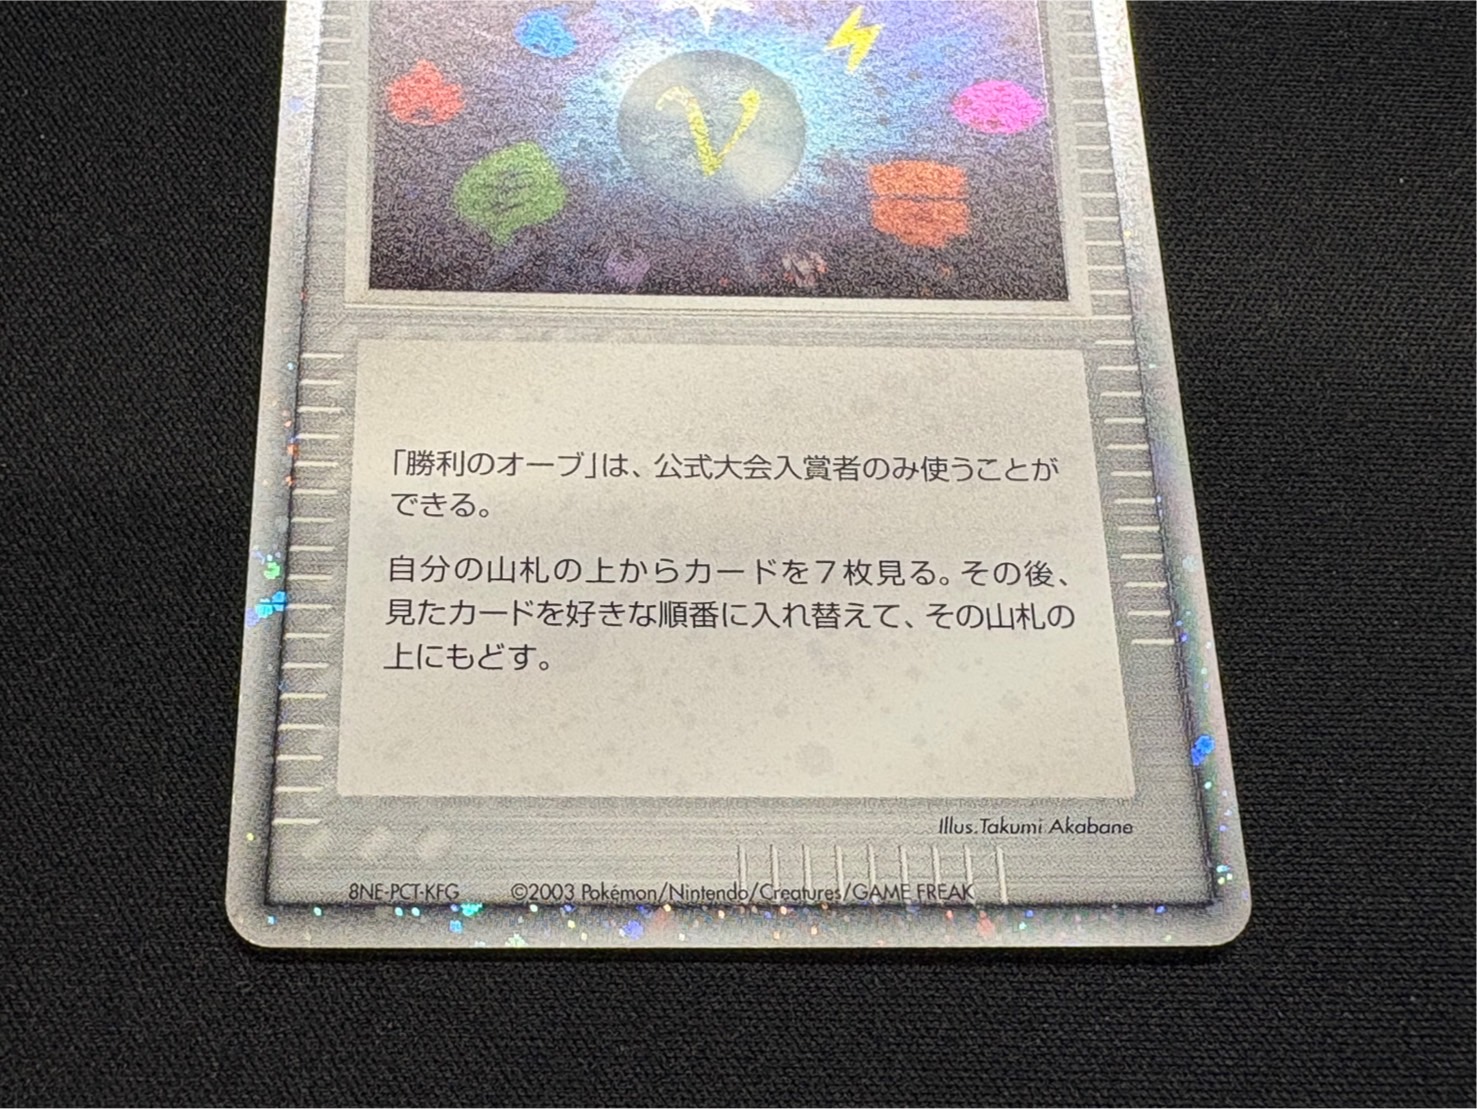 V
「勝利のオーブ」は、公式大会入賞者のみ使うことが
できる。
自分の山札の上からカードを7枚見る。その後、
見たカードを好きな順番に入れ替えて、その山札の
上にもどす。
Illus.Takumi Akabane
8NE-PCT-KFG ©2003 Pokémon/Nintendo/Creatures/GAME FREAK